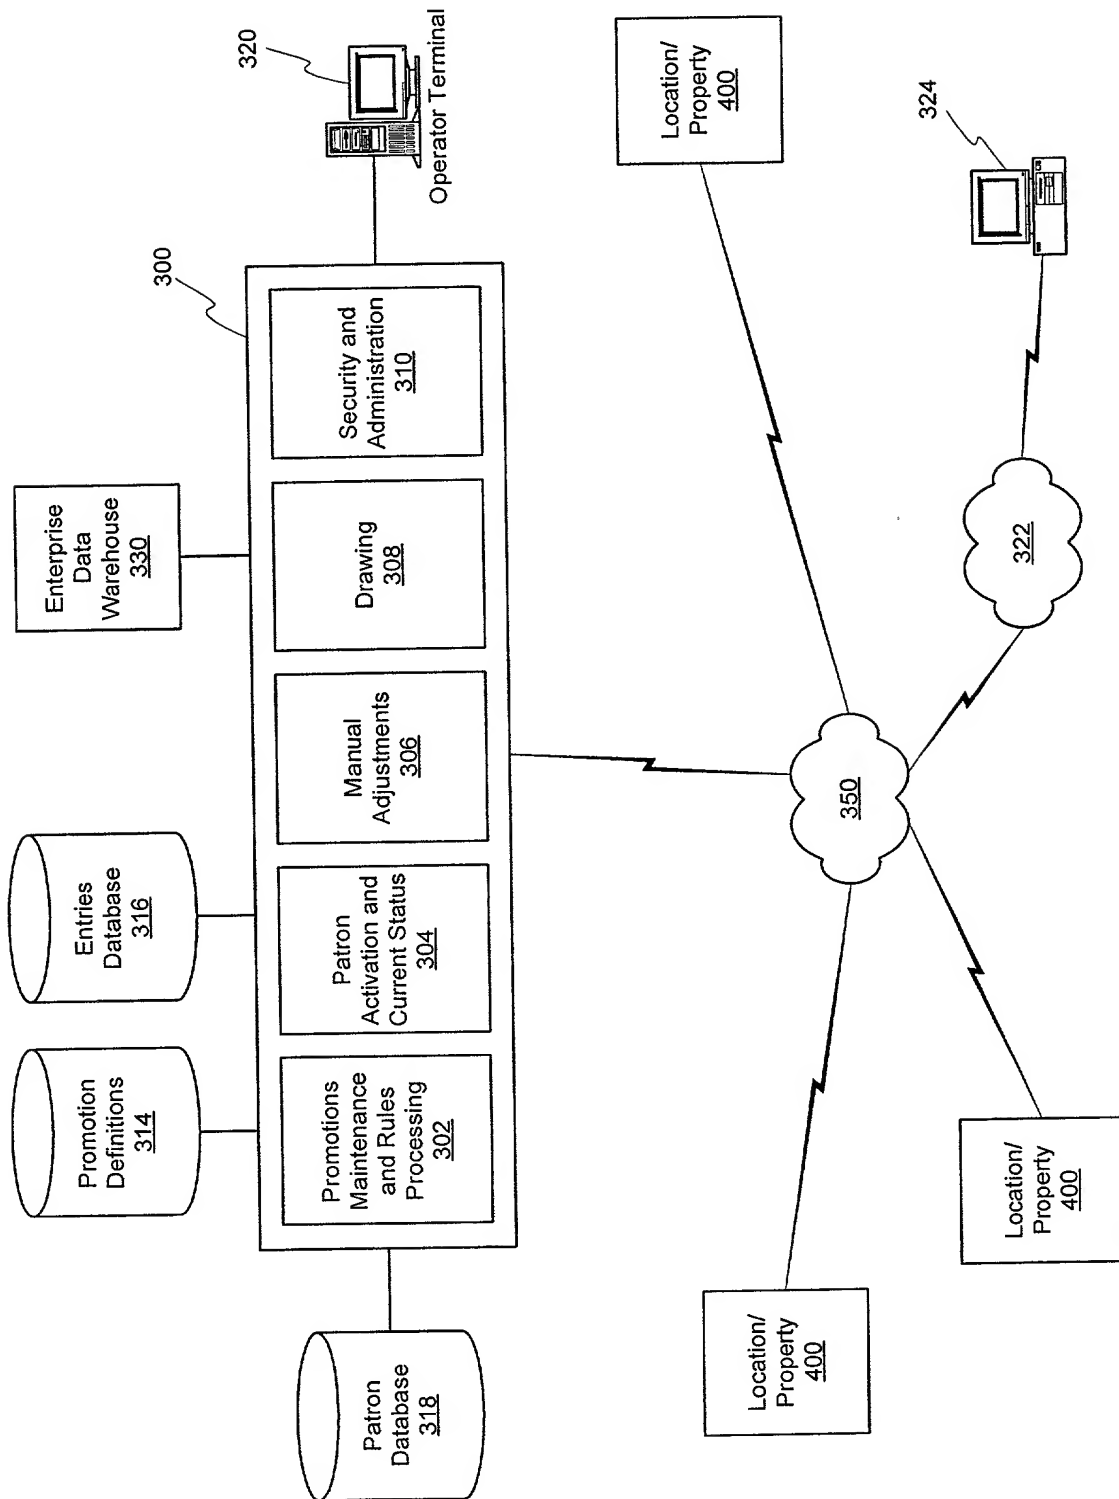 Patron
Database
318
Promotion
Definitions
314
Entries
Database
316
Enterprise
Data
Warehouse
330
300
320
Operator Terminal
Promotions
Maintenance
and Rules
Processing
302
Patron
Activation and
Current Status
304
Manual
Adjustments
306
Drawing
308
Security and
Administration
310
Location/
Property
400
Location/
Property
400
350
322
324
Location/
Property
400